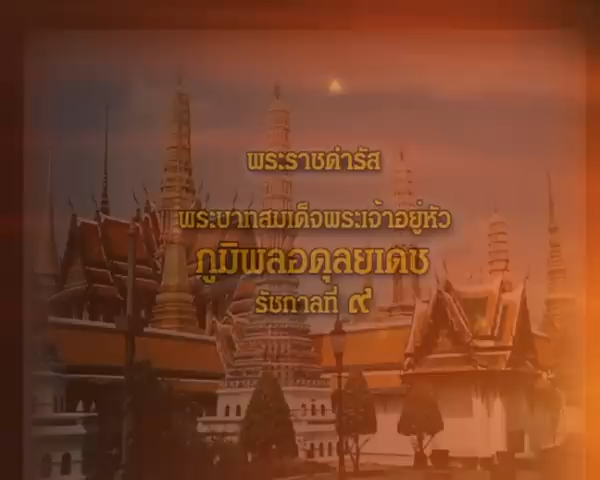 พระราชดำรัส
พระบาทสมเด็จพระเจ้าอยู่หัว
ภูมิพลอดุลยเดช
รัชกาลที่ ๙